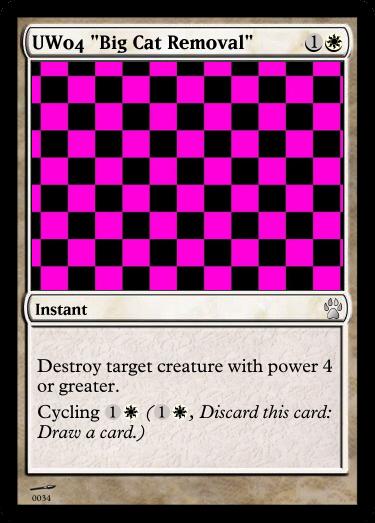 UW04 "Big Cat Removal" 1
Instant
Destroy target creature with power 4
or greater.
Cycling 1 (1 , Discard this card:
Draw a card.)
0034